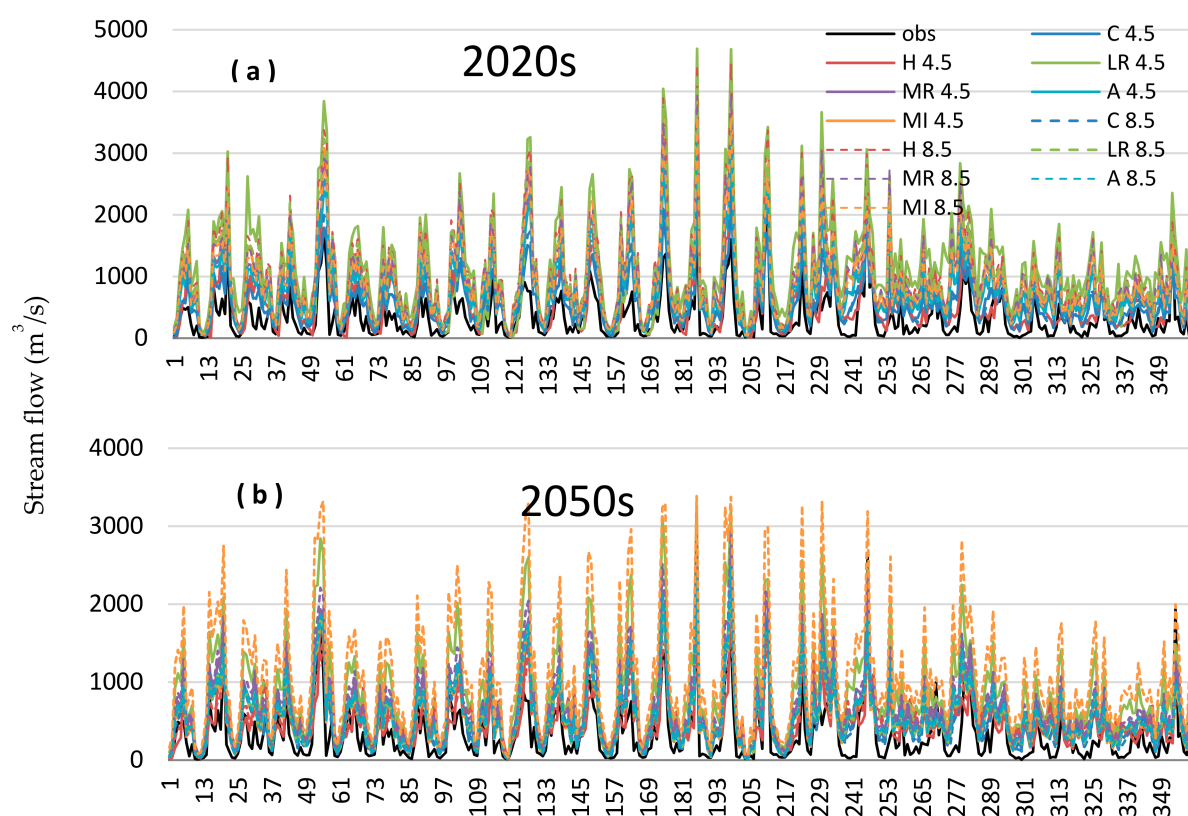 Stream flow (m³/s)
5000
4000
3000
2000
1000
0
( a )
2020s
obs
C 4.5
H 4.5
LR 4.5
MR 4.5
A 4.5
MI 4.5
C 8.5
H 8.5
LR 8.5
MR 8.5
A 8.5
MI 8.5
1 13 25 37 49 61 73 85 97 109 121 133 145 157 169 181 193 205 217 229 241 253 265 277 289 301 313 325 337 349
4000
3000
2000
1000
0
( b )
2050s
1 13 25 37 49 61 73 85 97 109 121 133 145 157 169 181 193 205 217 229 241 253 265 277 289 301 313 325 337 349